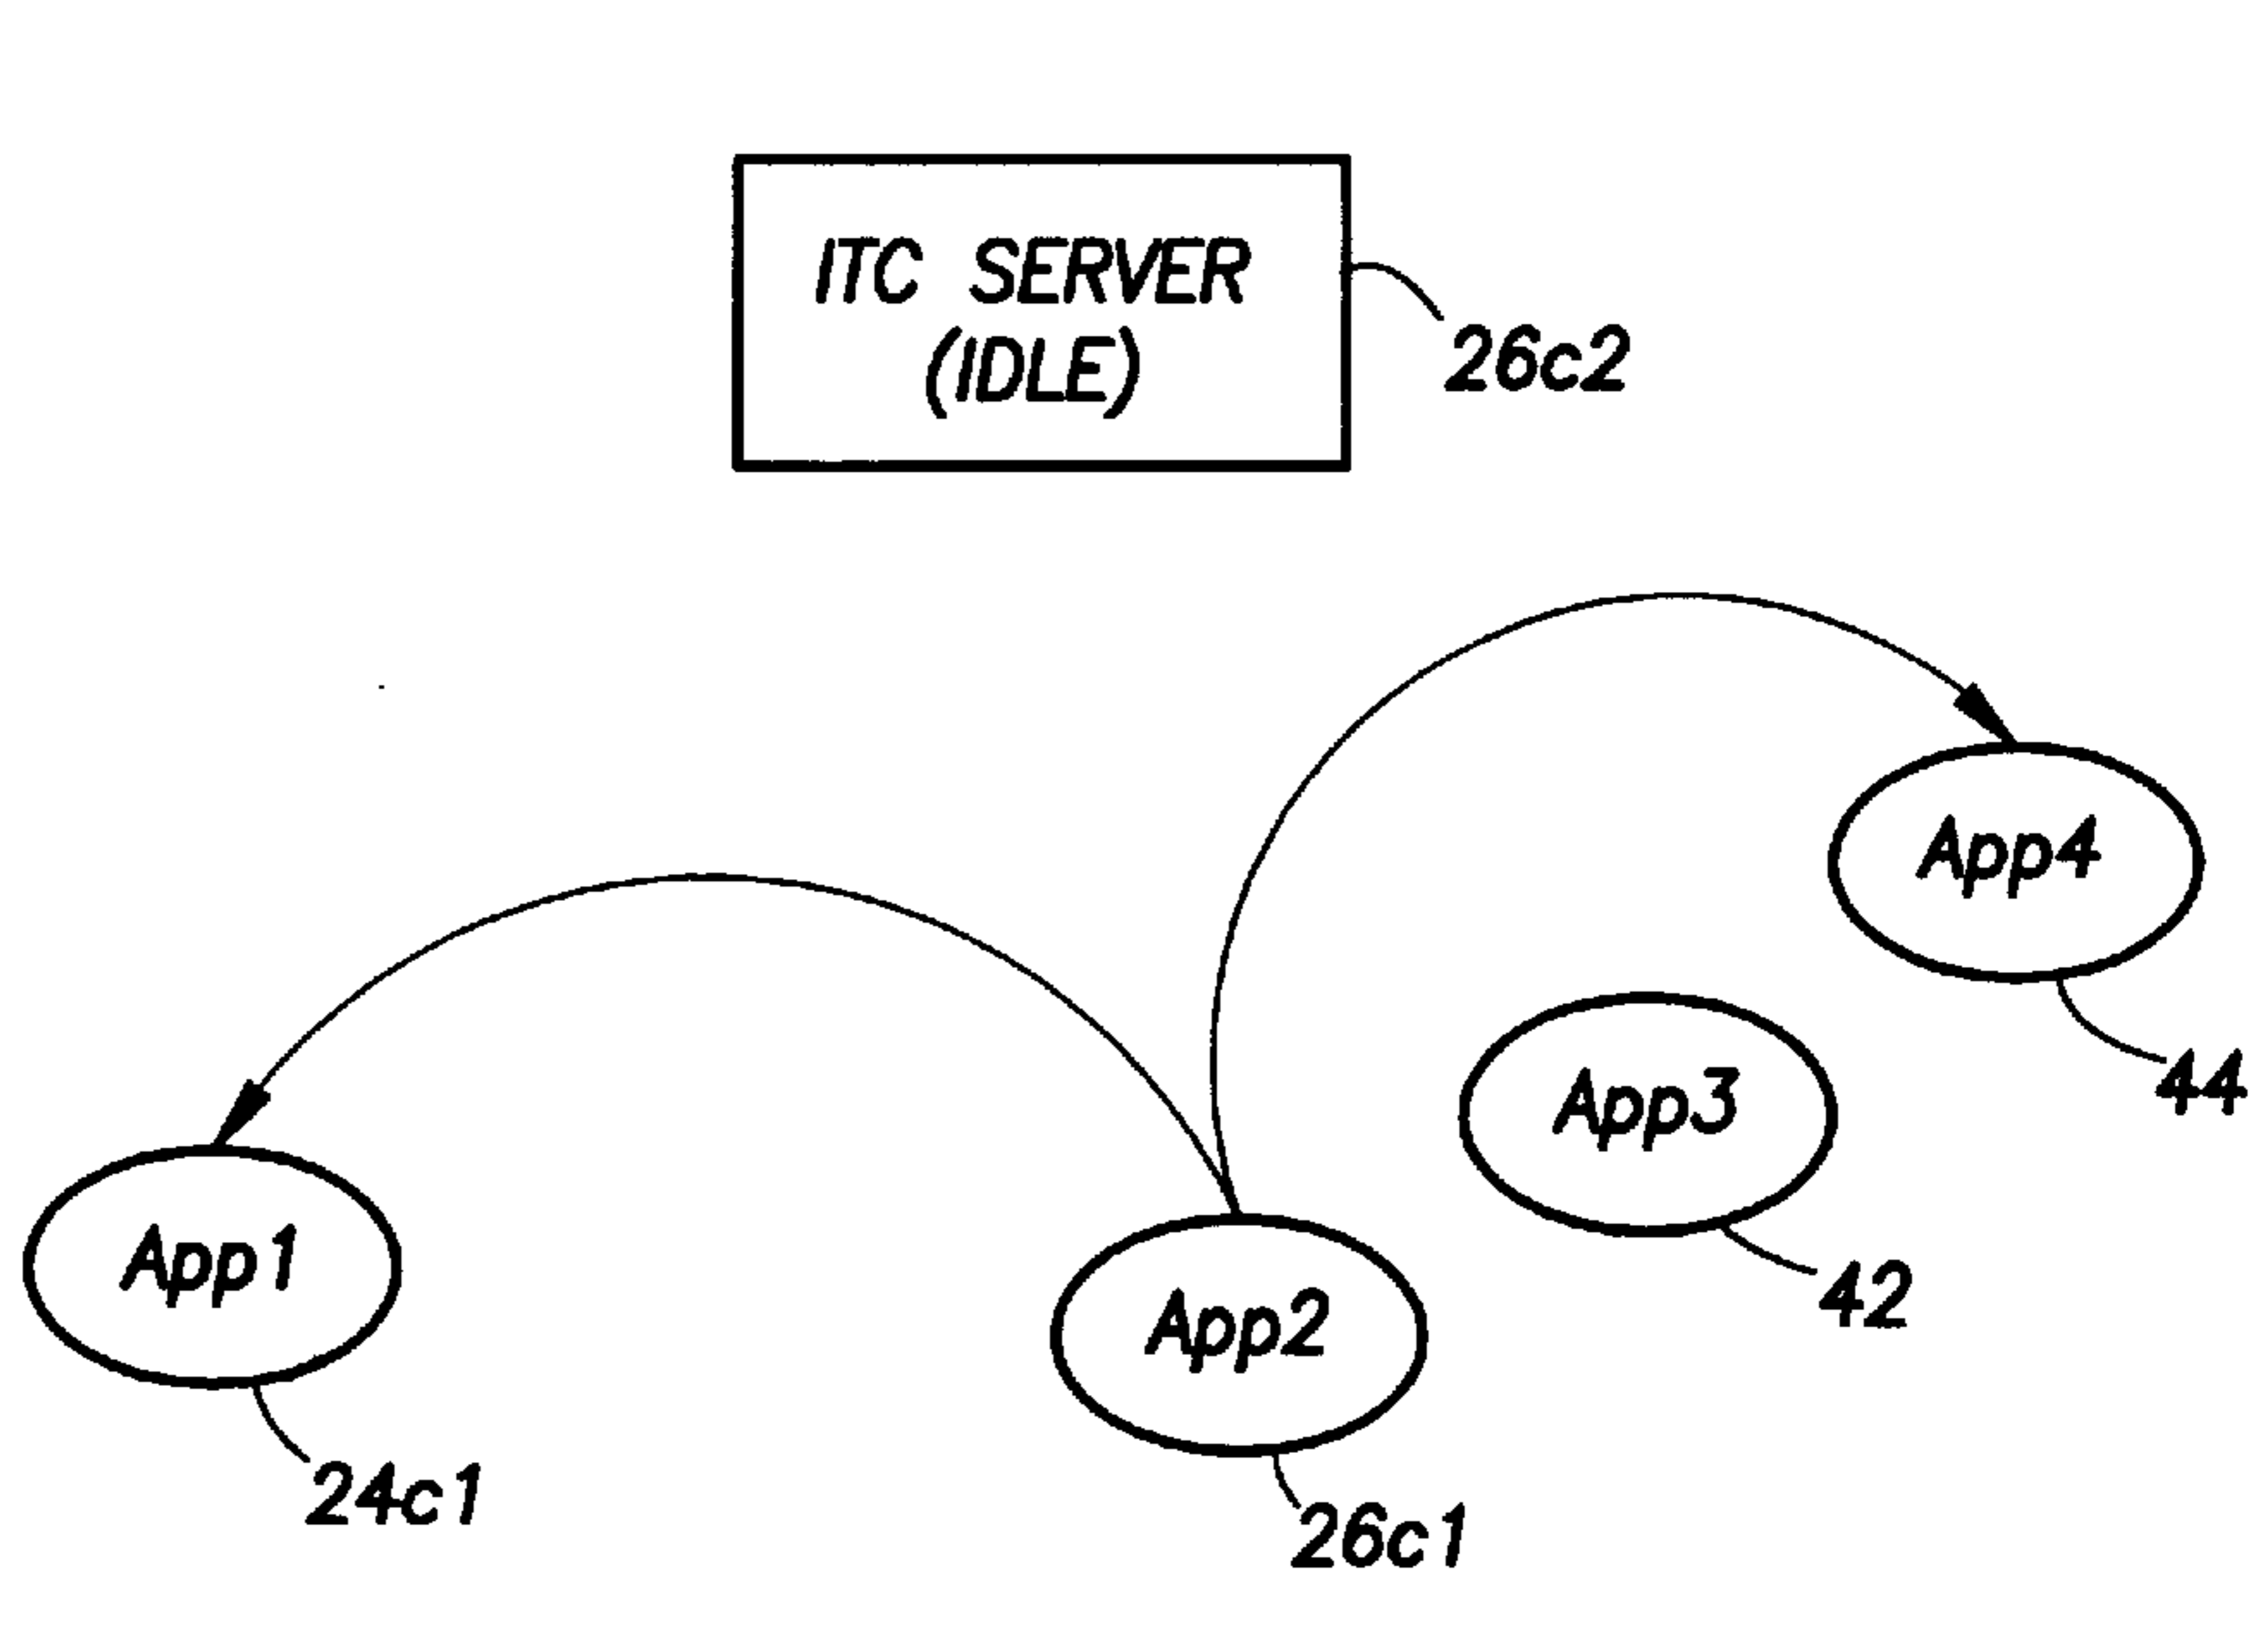 ITC SERVER
(IDLE)
26c2
App4
44
App3
42
App1
24c1
App2
26c1